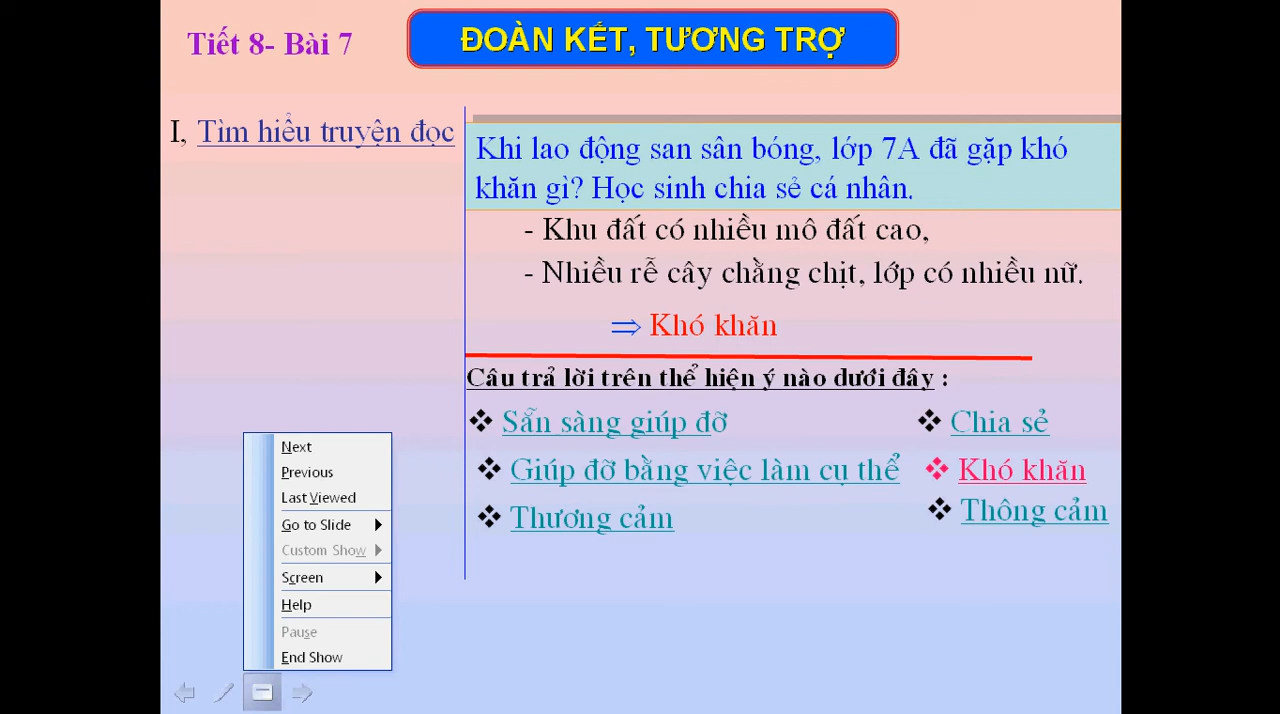 Tiết 8- Bài 7
ĐOÀN KẾT, TƯƠNG TRỢ
I, Tìm hiểu truyện đọc
Khi lao động san sân bóng, lớp 7A đã gặp khó
khăn gì? Học sinh chia sẻ cá nhân.
- Khu đất có nhiều mô đất cao,
- Nhiều rễ cây chằng chịt, lớp có nhiều nữ.
⇒ Khó khăn
Câu trả lời trên thể hiện ý nào dưới đây :
❖ Sẵn sàng giúp đỡ
❖ Chia sẻ
❖ Giúp đỡ bằng việc làm cụ thể
❖ Khó khăn
❖ Thương cảm
❖ Thông cảm
Next
Previous
Last Viewed
Go to Slide
Custom Show
Screen
Help
Pause
End Show